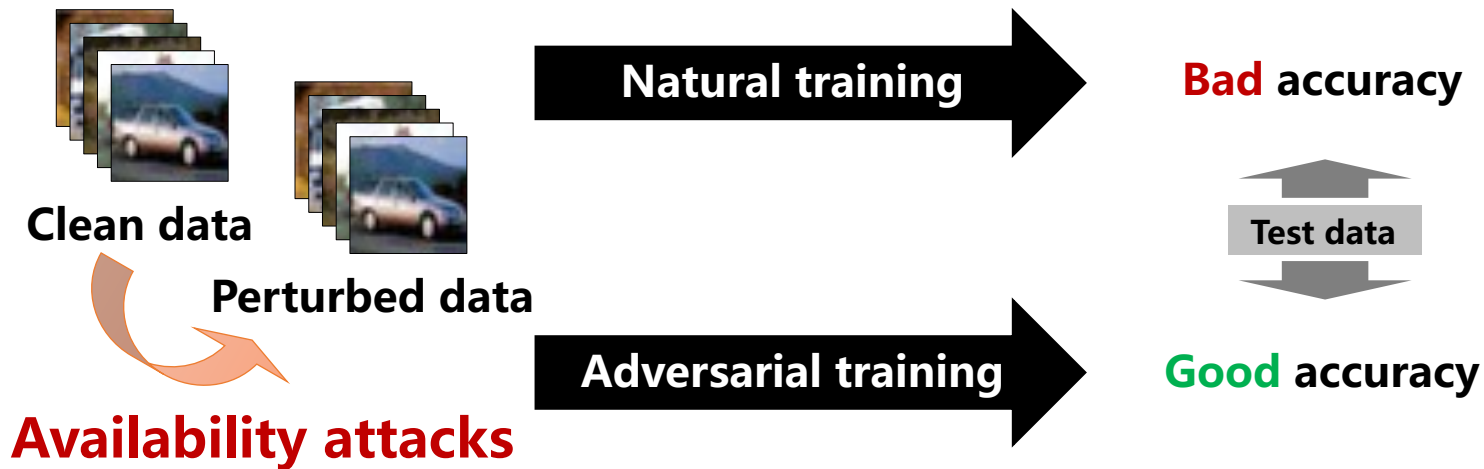 Natural training
Bad accuracy
Clean data
Test data
Perturbed data
Adversarial training
Good accuracy
Availability attacks